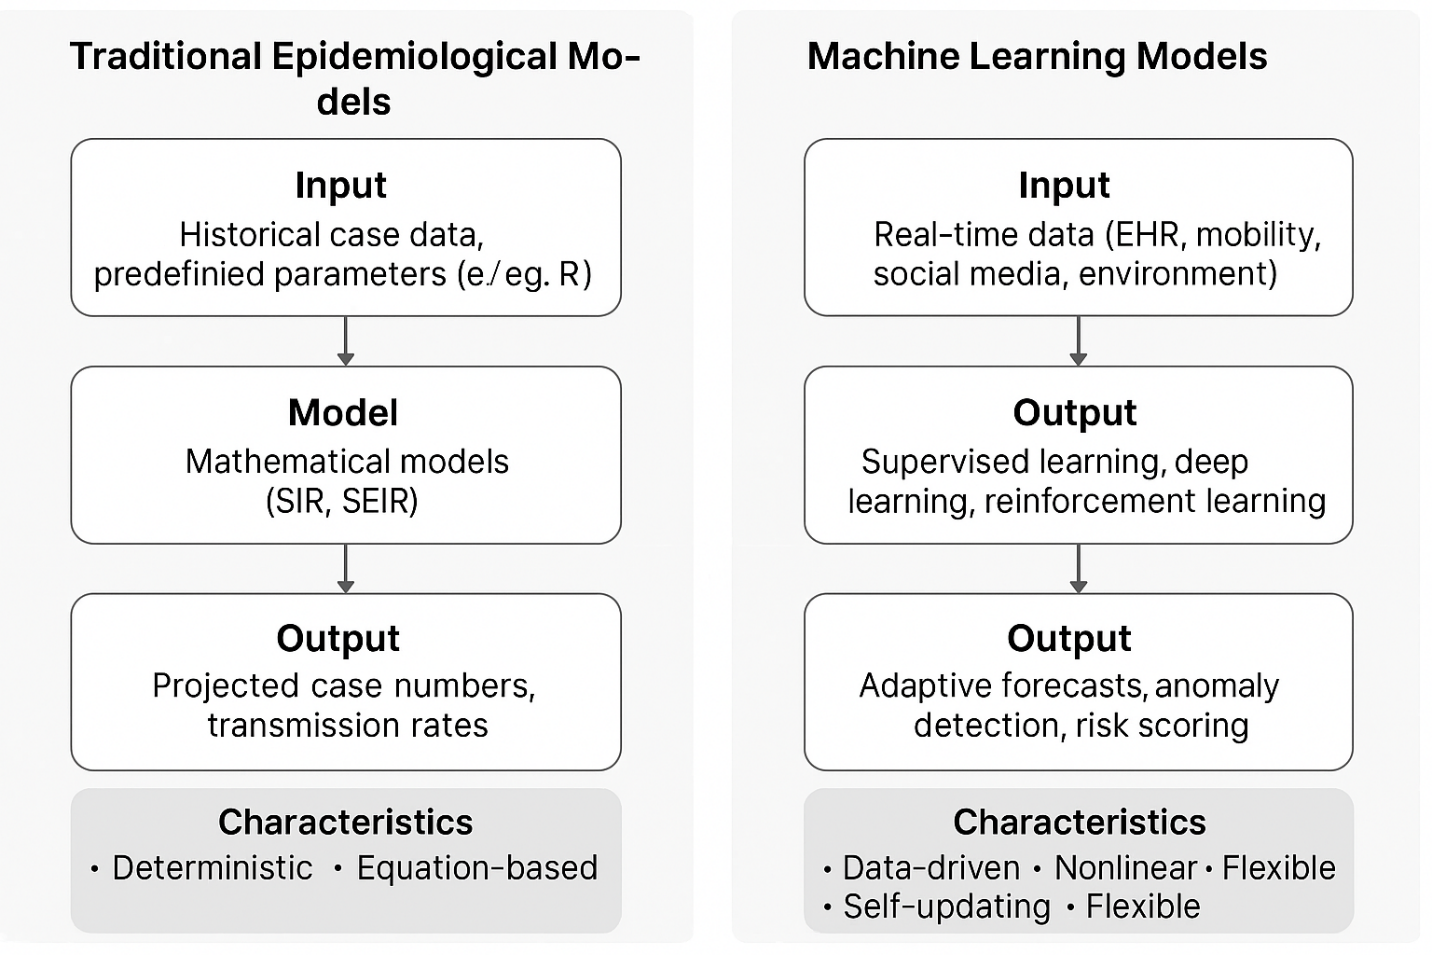 Traditional Epidemiological Mo-
dels
Input
Historical case data,
predefinied parameters (e./eg. R)
Model
Mathematical models
(SIR, SEIR)
Output
Projected case numbers,
transmission rates
Characteristics
• Deterministic • Equation-based
Machine Learning Models
Input
Real-time data (EHR, mobility,
social media, environment)
Output
Supervised learning, deep
learning, reinforcement learning
Output
Adaptive forecasts, anomaly
detection, risk scoring
Characteristics
• Data-driven • Nonlinear • Flexible
• Self-updating • Flexible